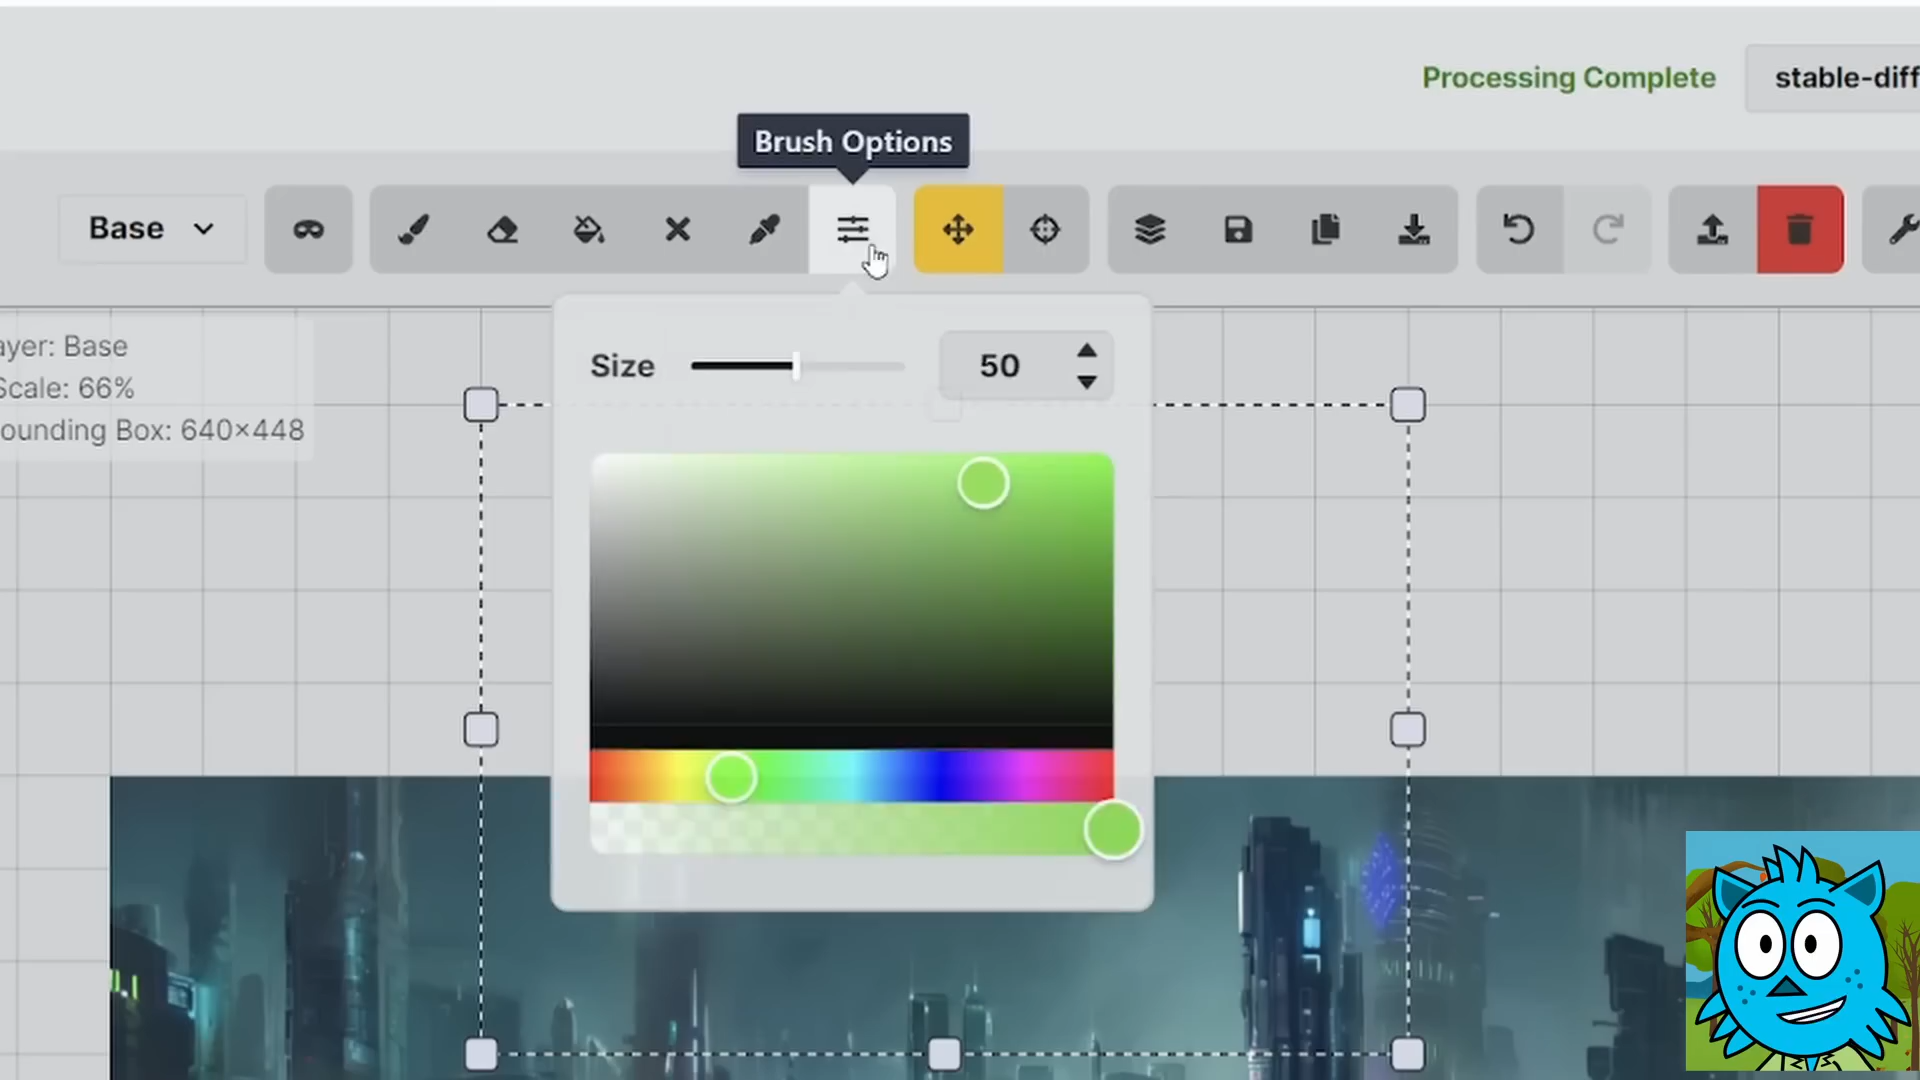 Processing Complete
stable-diff
Brush Options
Base
ayer: Base
Scale: 66%
ounding Box: 640×448
Size
50